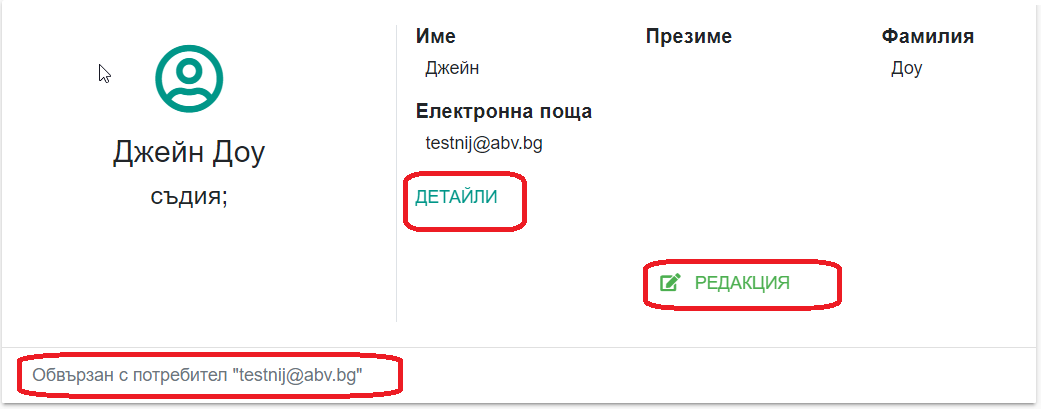 Джейн Доу
съдия;
Име Презиме Фамилия
Джейн Доу
Електронна поща
testnij@abv.bg
ДЕТАЙЛИ
РЕДАКЦИЯ
Обвързан с потребител "testnij@abv.bg"